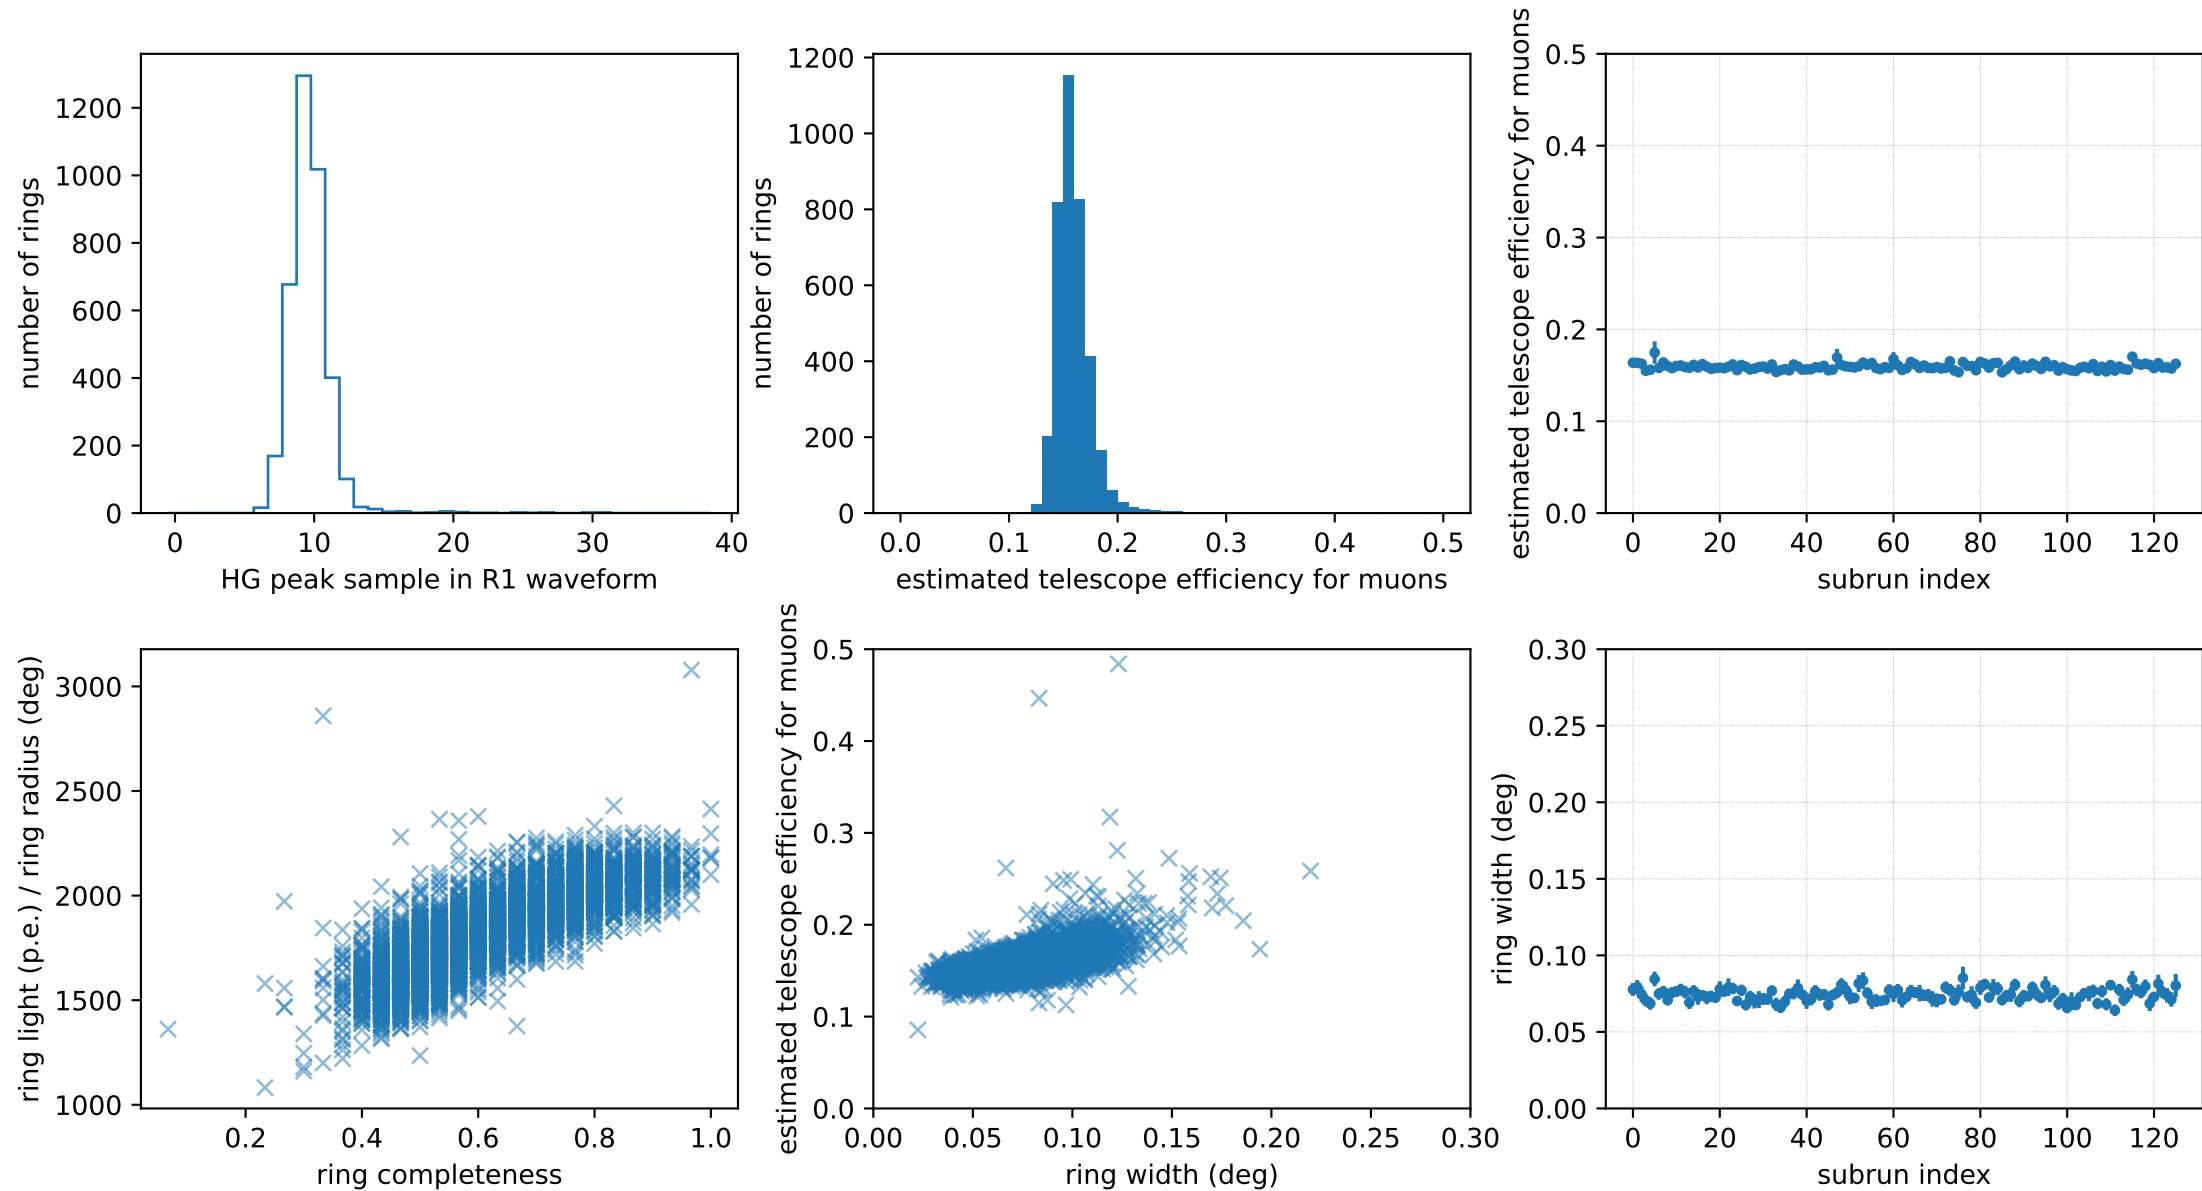 number of rings
1200
1000
800
600
400
200
0
0 10 20 30 40
HG peak sample in R1 waveform
number of rings
1200
1000
800
600
400
200
0
0.0 0.1 0.2 0.3 0.4 0.5
estimated telescope efficiency for muons
estimated telescope efficiency for muons
0.5
0.4
0.3
0.2
0.1
0.0
0 20 40 60 80 100 120
subrun index
ring light (p.e.) / ring radius (deg)
3000
2500
2000
1500
1000
0.2 0.4 0.6 0.8 1.0
ring completeness
estimated telescope efficiency for muons
0.5
0.4
0.3
0.2
0.1
0.0
0.00 0.05 0.10 0.15 0.20 0.25 0.30
ring width (deg)
ring width (deg)
0.30
0.25
0.20
0.15
0.10
0.05
0.00
0 20 40 60 80 100 120
subrun index